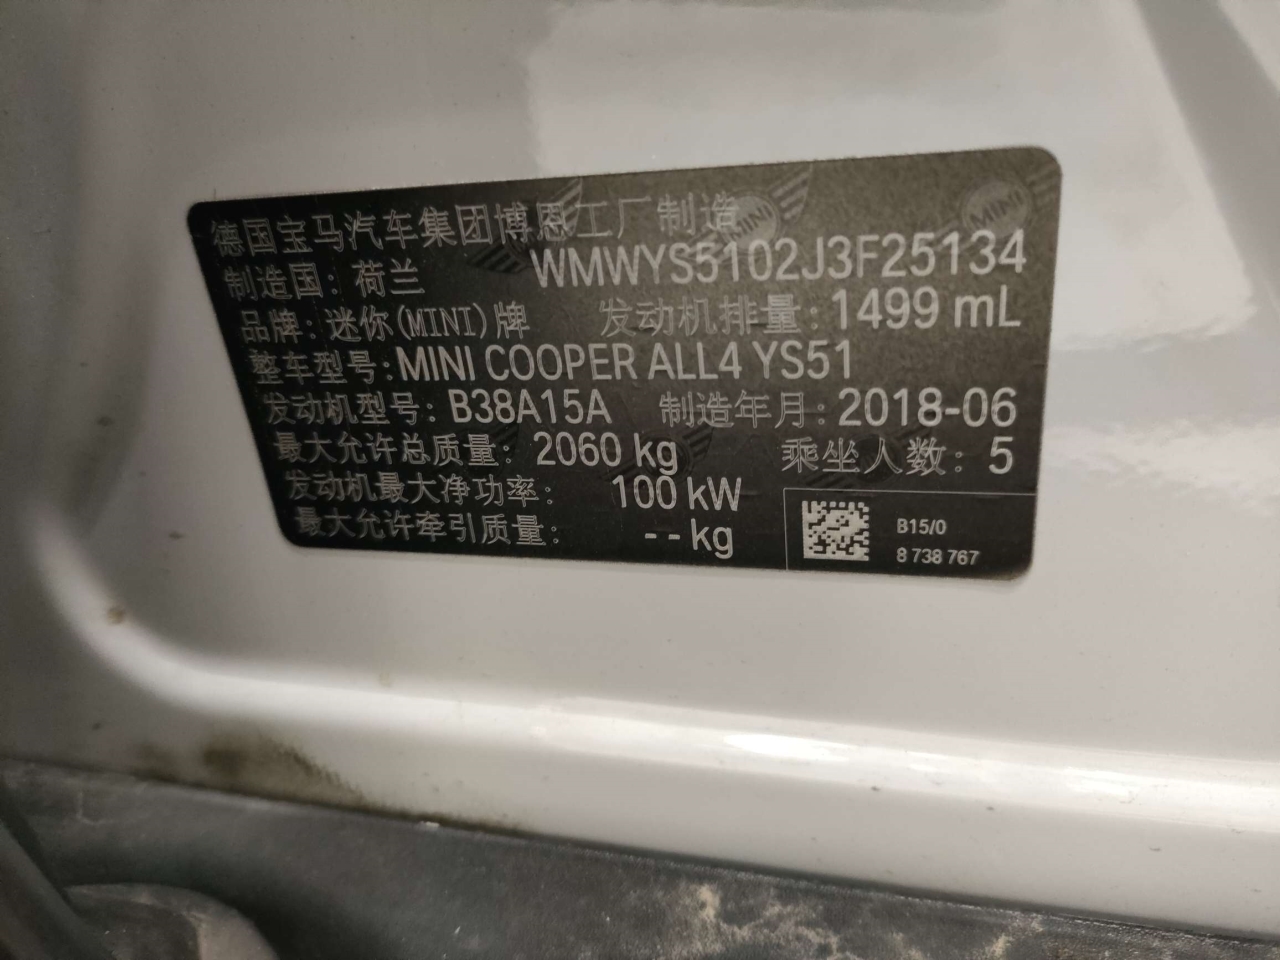 德国宝马汽车集团博恩工厂制造
制造国: 荷兰 WMWYS5102J3F25134
品牌: 迷你(MINI)牌 发动机排量: 1499 mL
整车型号: MINI COOPER ALL4 YS51
发动机型号: B38A15A 制造年月: 2018-06
最大允许总质量: 2060 kg 乘坐人数: 5
发动机最大净功率: 100 kW
最大允许牵引质量: -- kg
B15/0
8 738 767
MINI
MINI